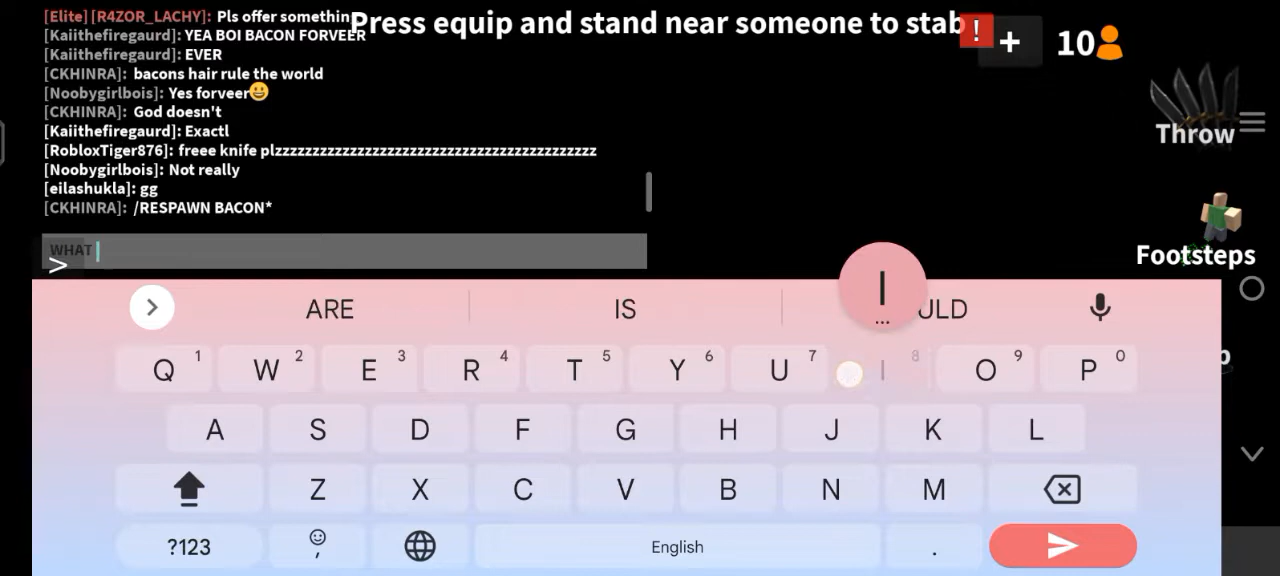 [Elite] [R4ZOR_LACHY]: Pls offer somethin
Press equip and stand near someone to stab
! + 10
[Kaiithefiregaurd]: YEA BOI BACON FORVEER
[Kaiithefiregaurd]: EVER
[CKHINRA]: bacons hair rule the world
[Noobygirlbois]: Yes forveer😀
[CKHINRA]: God doesn't
[Kaiithefiregaurd]: Exactl
[RobloxTiger876]: freee knife plzzzzzzzzzzzzzzzzzzzzzzzzzzzzzzzzzzzzzzzzzzz
[Noobygirlbois]: Not really
[eilashukla]: gg
[CKHINRA]: /RESPAWN BACON*
Throw
Footsteps
WHAT
>
I
...
ARE IS ULD
Q 1 W 2 E 3 R 4 T 5 Y 6 U 7 I 8 O 9 P 0
A S D F G H J K L
Z X C V B N M
?123 , English .